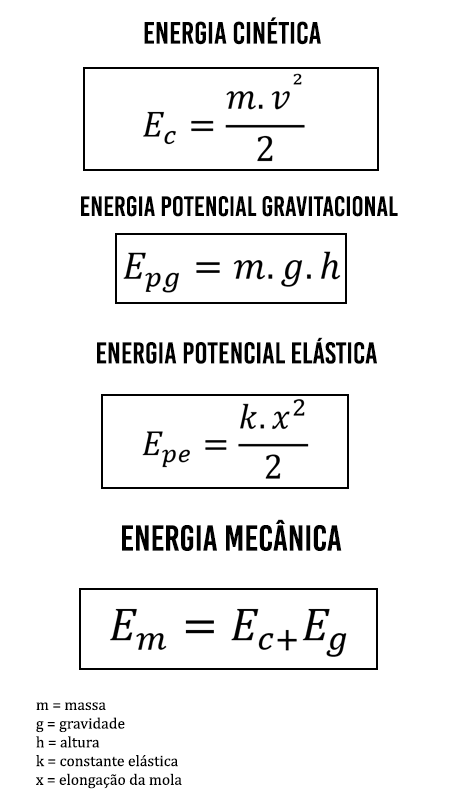 ENERGIA CINÉTICA
E_c = m.v² / 2
ENERGIA POTENCIAL GRAVITACIONAL
E_pg = m.g.h
ENERGIA POTENCIAL ELÁSTICA
E_pe = k.x² / 2
ENERGIA MECÂNICA
E_m = E_c+E_g
m = massa
g = gravidade
h = altura
k = constante elástica
x = elongação da mola